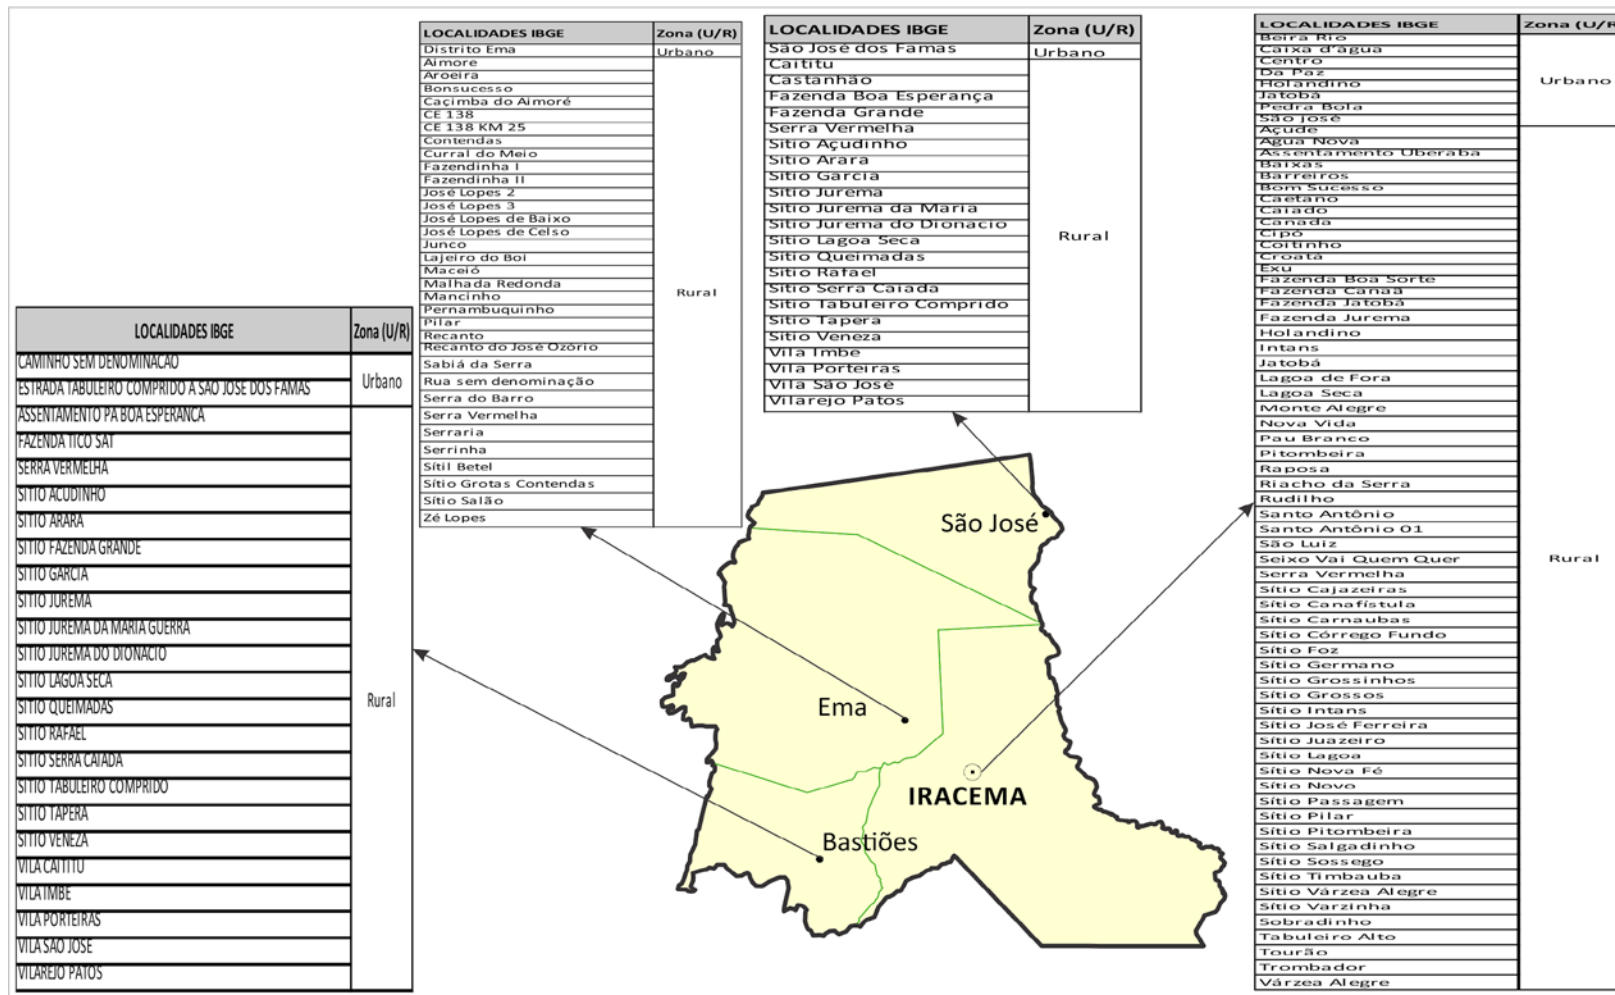 LOCALIDADES IBGE Zona (U/R)
CAMINHO SEM DENOMINACAO
ESTRADA TABULEIRO COMPRIDO A SAO JOSE DOS FAMAS
Urbano
ASSENTAMENTO PA BOA ESPERANCA
FAZENDA TICO SAT
SERRA VERMELHA
SITIO ACUDINHO
SITIO ARARA
SITIO FAZENDA GRANDE
SITIO GARCIA
SITIO JUREMA
SITIO JUREMA DA MARIA GUERRA
SITIO JUREMA DO DIONACIO
SITIO LAGOA SECA
SITIO QUEIMADAS
SITIO RAFAEL
SITIO SERRA CAIADA
SITIO TABULEIRO COMPRIDO
SITIO TAPERA
SITIO VENEZA
VILA CAITITU
VILA IMBE
VILA PORTEIRAS
VILA SAO JOSE
VILAREJO PATOS
Rural
LOCALIDADES IBGE Zona (U/R)
Distrito Ema Urbano
Aimore
Aroeira
Bonsucesso
Caçimba do Aimoré
CE 138
CE 138 KM 25
Contendas
Curral do Meio
Fazendinha I
Fazendinha II
José Lopes 2
José Lopes 3
José Lopes de Baixo
José Lopes de Celso
Junco
Lajeiro do Boi
Maceió
Malhada Redonda
Mancinho
Pernambuquinho
Pilar
Recanto
Recanto do José Ozório
Sabiá da Serra
Rua sem denominação
Serra do Barro
Serra Vermelha
Serraria
Serrinha
Sítil Betel
Sítio Grotas Contendas
Sítio Salão
Zé Lopes
Rural
LOCALIDADES IBGE Zona (U/R)
São José dos Famas Urbano
Caititu
Castanhão
Fazenda Boa Esperança
Fazenda Grande
Serra Vermelha
Sítio Açudinho
Sítio Arara
Sítio Garcia
Sítio Jurema
Sítio Jurema da Maria
Sítio Jurema do Dionacio
Sítio Lagoa Seca
Sítio Queimadas
Sítio Rafael
Sítio Serra Caiada
Sítio Tabuleiro Comprido
Sítio Tapera
Sítio Veneza
Vila Imbe
Vila Porteiras
Vila São José
Vilarejo Patos
Rural
LOCALIDADES IBGE Zona (U/R)
Beira Rio
Caixa d'agua
Centro
Da Paz
Holandino
Jatobá
Pedra Bola
São josé
Urbano
Açude
Agua Nova
Assentamento Uberaba
Baixas
Barreiros
Bom Sucesso
Caetano
Caiado
Canada
Cipó
Coitinho
Croatá
Exu
Fazenda Boa Sorte
Fazenda Canaã
Fazenda Jatobá
Fazenda Jurema
Holandino
Intans
Jatobá
Lagoa de Fora
Lagoa Seca
Monte Alegre
Nova Vida
Pau Branco
Pitombeira
Raposa
Riacho da Serra
Rudilho
Santo Antônio
Santo Antônio 01
São Luiz
Seixo Vai Quem Quer
Serra Vermelha
Sítio Cajazeiras
Sítio Canafístula
Sítio Carnaubas
Sítio Córrego Fundo
Sítio Foz
Sítio Germano
Sítio Grossinhos
Sítio Grossos
Sítio Intans
Sítio José Ferreira
Sítio Juazeiro
Sítio Lagoa
Sítio Nova Fé
Sítio Novo
Sítio Passagem
Sítio Pilar
Sítio Pitombeira
Sítio Salgadinho
Sítio Sossego
Sítio Timbauba
Sítio Várzea Alegre
Sítio Varzinha
Sobradinho
Tabuleiro Alto
Tourão
Trombador
Várzea Alegre
Rural
São José
Ema
IRACEMA
Bastiões